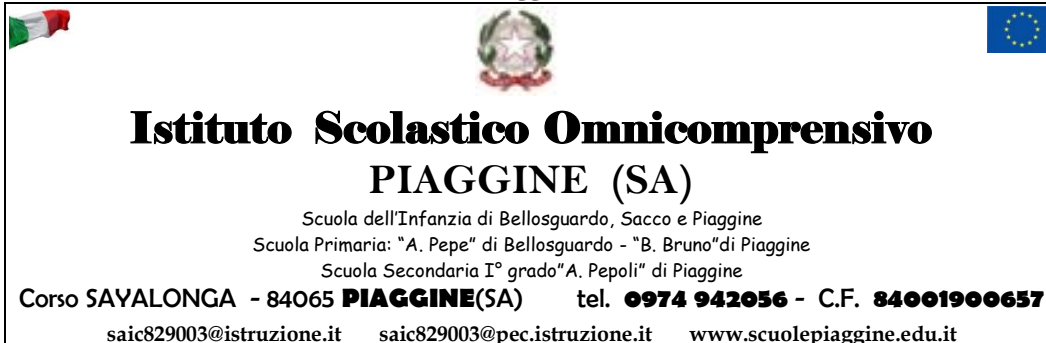 Istituto Scolastico Omnicomprensivo
PIAGGINE (SA)
Scuola dell'Infanzia di Bellosguardo, Sacco e Piaggine
Scuola Primaria: “A. Pepe” di Bellosguardo - “B. Bruno”di Piaggine
Scuola Secondaria I° grado”A. Pepoli” di Piaggine
Corso SAYALONGA - 84065 PIAGGINE(SA) tel. 0974 942056 - C.F. 84001900657
saic829003@istruzione.it saic829003@pec.istruzione.it www.scuolepiaggine.edu.it